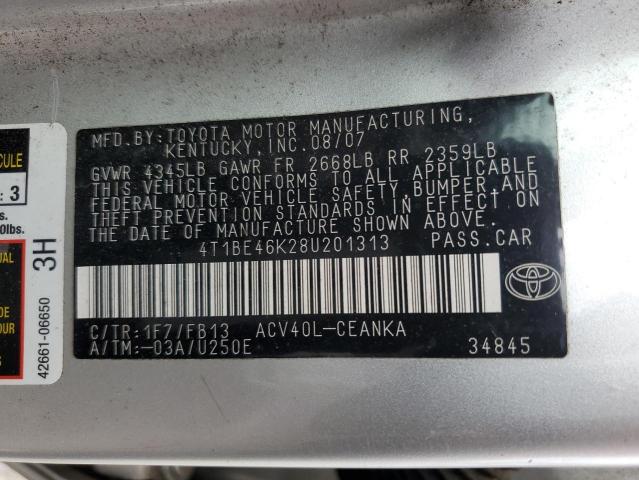 MFD.BY:TOYOTA MOTOR MANUFACTURING,
KENTUCKY,INC.08/07
GVWR 4345LB GAWR FR 2668LB RR 2359LB
THIS VEHICLE CONFORMS TO ALL APPLICABLE
FEDERAL MOTOR VEHICLE SAFETY,BUMPER,AND
THEFT PREVENTION STANDARDS IN EFFECT ON
THE DATE OF MANUFACTURE SHOWN ABOVE.
4T1BE46K28U201313 PASS.CAR
C/TR:1F7/FB13 ACV40L-CEANKA
A/TM:-03A/U250E 34845
: 3
0lbs.
3H
42661-06650